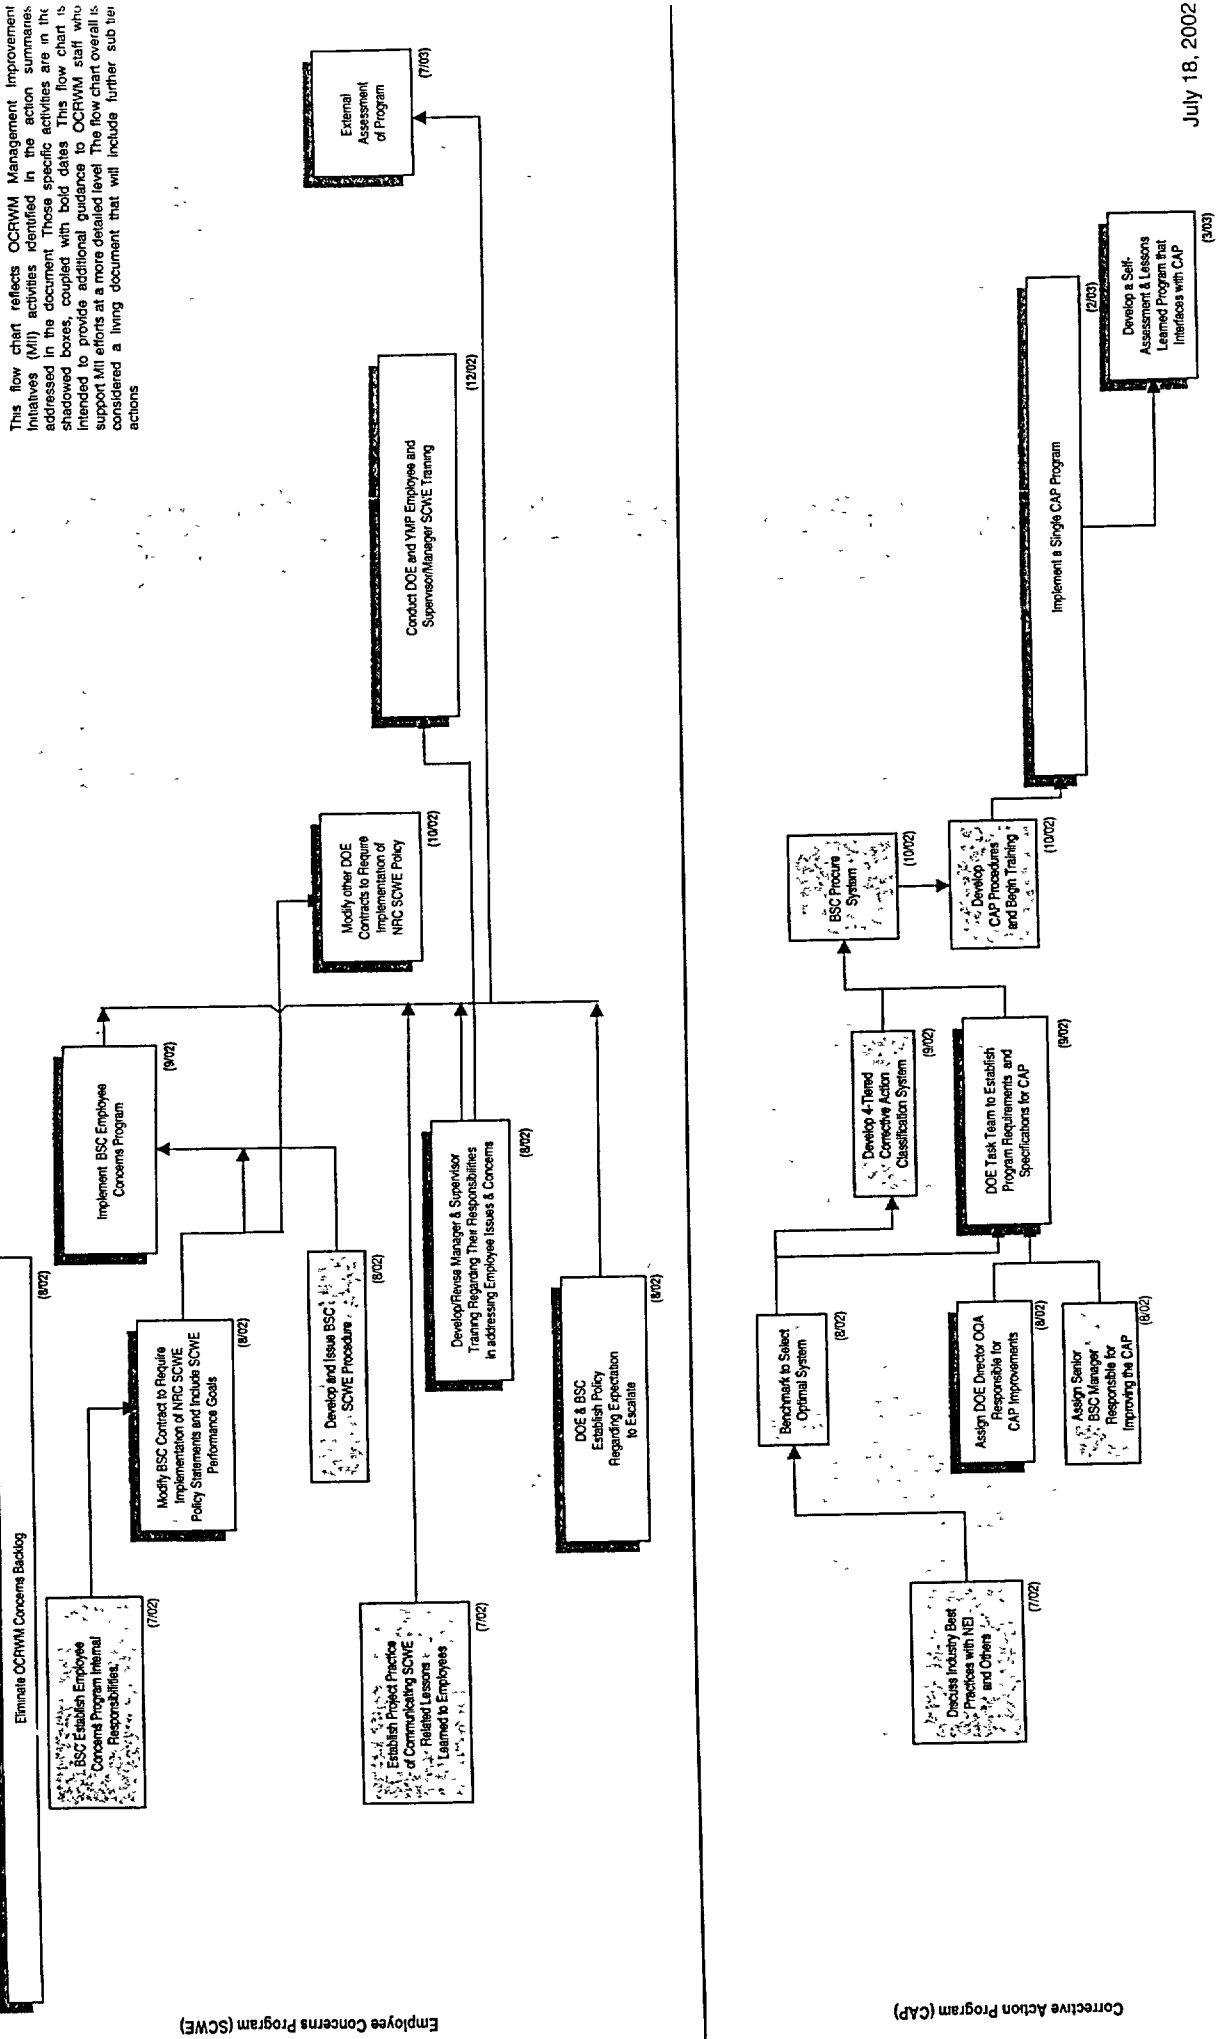 This flow chart reflects OCRWM Management Improvement
Initiatives (MII) activities identified in the action summaries
addressed in the document Those specific activities are in the
shadowed boxes, coupled with bold dates This flow chart is
intended to provide additional guidance to OCRWM staff who
support MII efforts at a more detailed level The flow chart overall is
considered a living document that will include further sub tier
actions
Eliminate OCRWM Concerns Backlog
(8/02)
Employee Concerns Program (SCWE)
BSC Establish Employee
Concerns Program Internal
Responsibilities
(7/02)
Modify BSC Contract to Require
Implementation of NRC SCWE
Policy Statements and Include SCWE
Performance Goals
(8/02)
Implement BSC Employee
Concerns Program
(9/02)
Develop and Issue BSC
SCWE Procedure
(8/02)
Modify other DOE
Contracts to Require
Implementation of
NRC SCWE Policy
(10/02)
External
Assessment
of Program
(7/03)
Establish Project Practice
of Communicating SCWE
Related Lessons
Learned to Employees
(7/02)
Develop/Revise Manager & Supervisor
Training Regarding Their Responsibilities
in addressing Employee Issues & Concerns
(8/02)
Conduct DOE and YMP Employee and
Supervisor/Manager SCWE Training
(12/02)
DOE & BSC
Establish Policy
Regarding Expectation
to Escalate
(8/02)
Corrective Action Program (CAP)
Discuss Industry Best
Practices with NEI
and Others
(7/02)
Benchmark to Select
Optimal System
(8/02)
Assign DOE Director OQA
Responsible for
CAP Improvements
(8/02)
Assign Senior
BSC Manager
Responsible for
Improving the CAP
(8/02)
Develop 4-Tiered
Corrective Action
Classification System
(9/02)
DOE Task Team to Establish
Program Requirements and
Specifications for CAP
(9/02)
BSC Procure
System
(10/02)
Develop
CAP Procedures
and Begin Training
(10/02)
Implement a Single CAP Program
(2/03)
Develop a Self-
Assessment & Lessons
Learned Program that
Interfaces with CAP
(3/03)
July 18, 2002